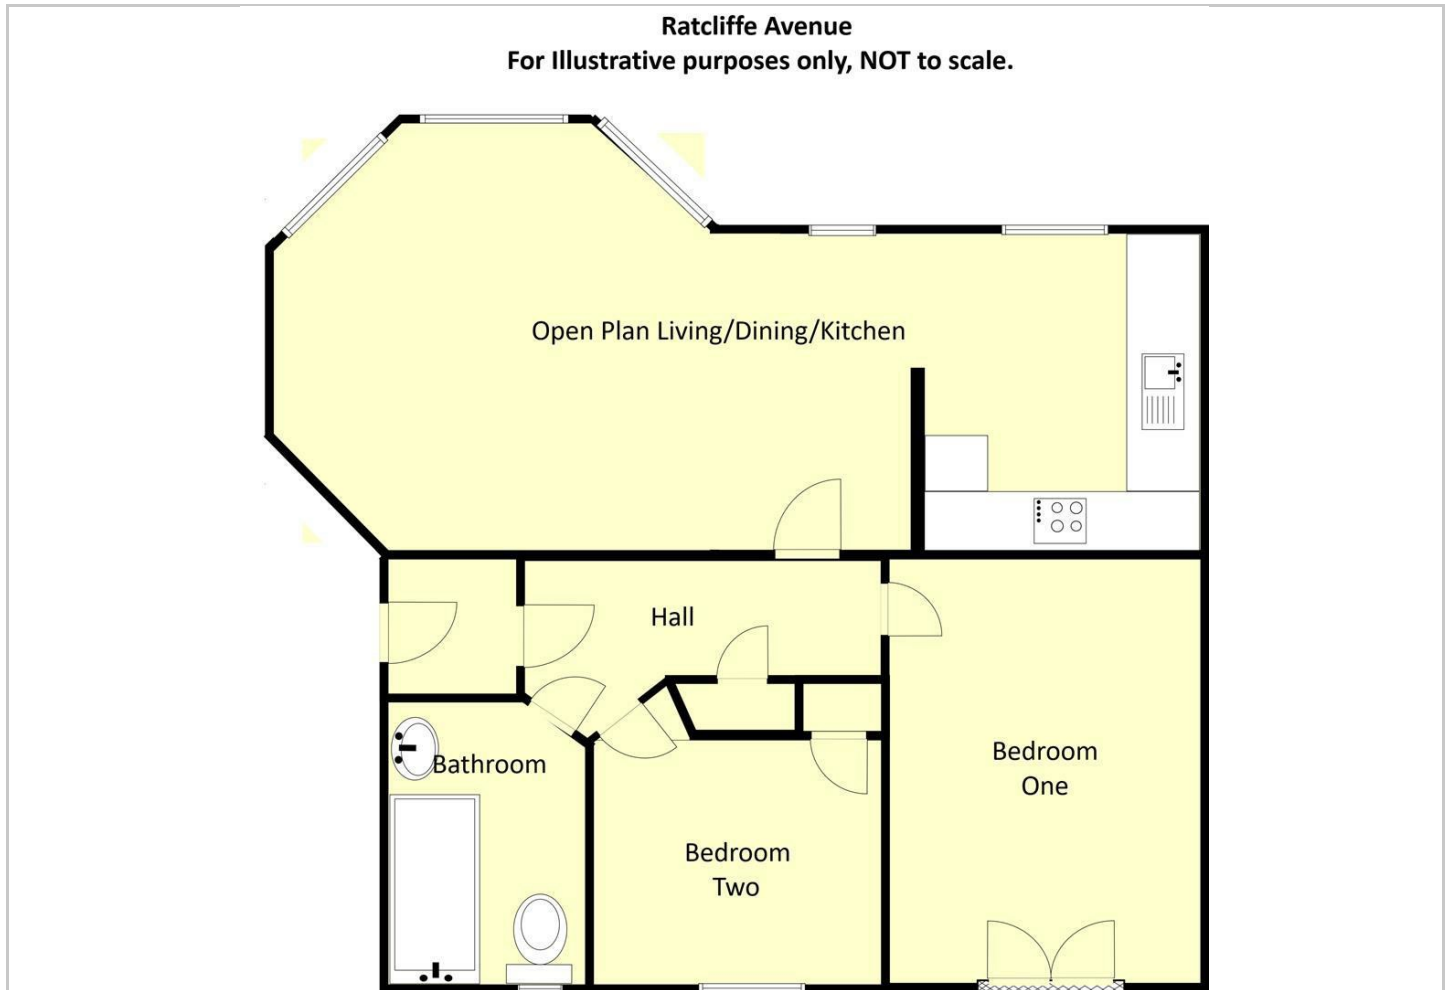 Ratcliffe Avenue
For Illustrative purposes only, NOT to scale.
Open Plan Living/Dining/Kitchen
Hall
Bathroom
Bedroom
One
Bedroom
Two